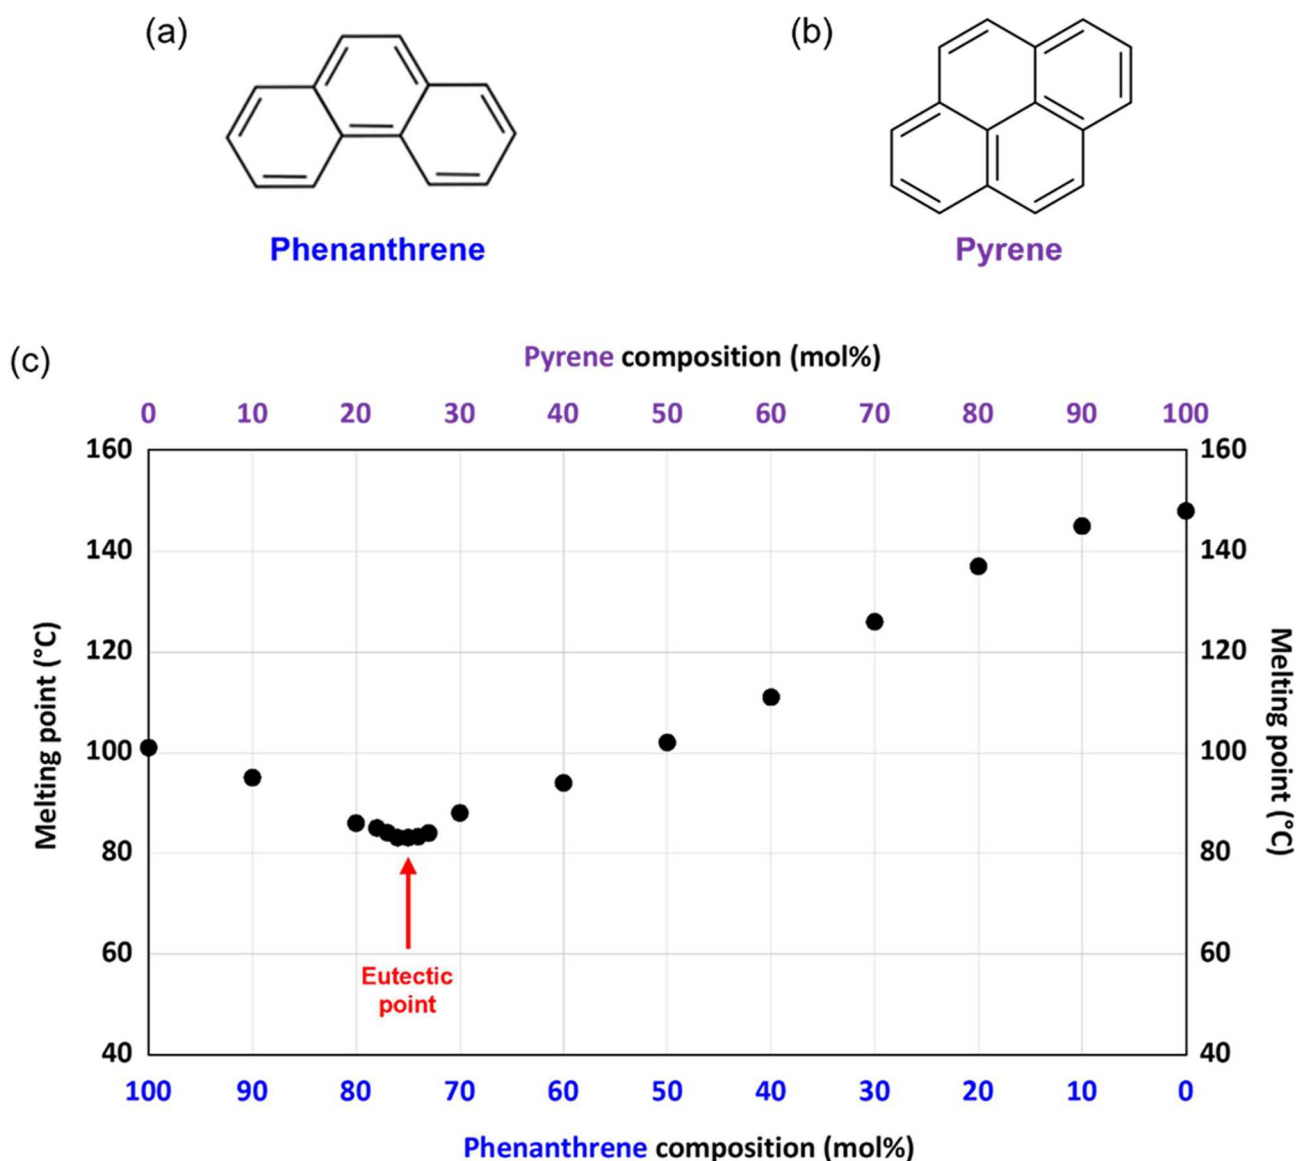 (a)
(b)
Phenanthrene
Pyrene
(c)
Pyrene composition (mol%)
0 10 20 30 40 50 60 70 80 90 100
160 160
140 140
120 120
100 100
80 80
60 60
40 40
Melting point (°C)
Melting point (°C)
Eutectic
point
100 90 80 70 60 50 40 30 20 10 0
Phenanthrene composition (mol%)